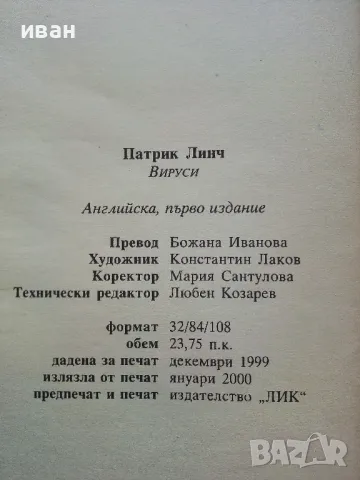 иван
Патрик Линч
Вируси
Английска, първо издание
Превод Божана Иванова
Художник Константин Лаков
Коректор Мария Сантулова
Технически редактор Любен Козарев
формат 32/84/108
обем 23,75 п.к.
дадена за печат декември 1999
излязла от печат януари 2000
предпечат и печат издателство „ЛИК“
BAZAR